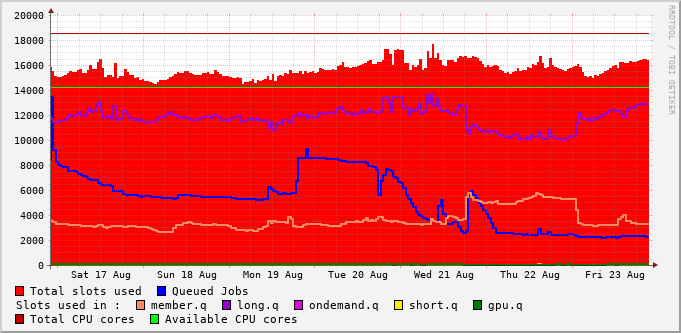 RRDTOOL / TOBI OETIKER
20000
18000
16000
14000
12000
10000
8000
6000
4000
2000
0
Sat 17 Aug Sun 18 Aug Mon 19 Aug Tue 20 Aug Wed 21 Aug Thu 22 Aug Fri 23 Aug
Total slots used Queued Jobs
Slots used in : member.q long.q ondemand.q short.q gpu.q
Total CPU cores Available CPU cores